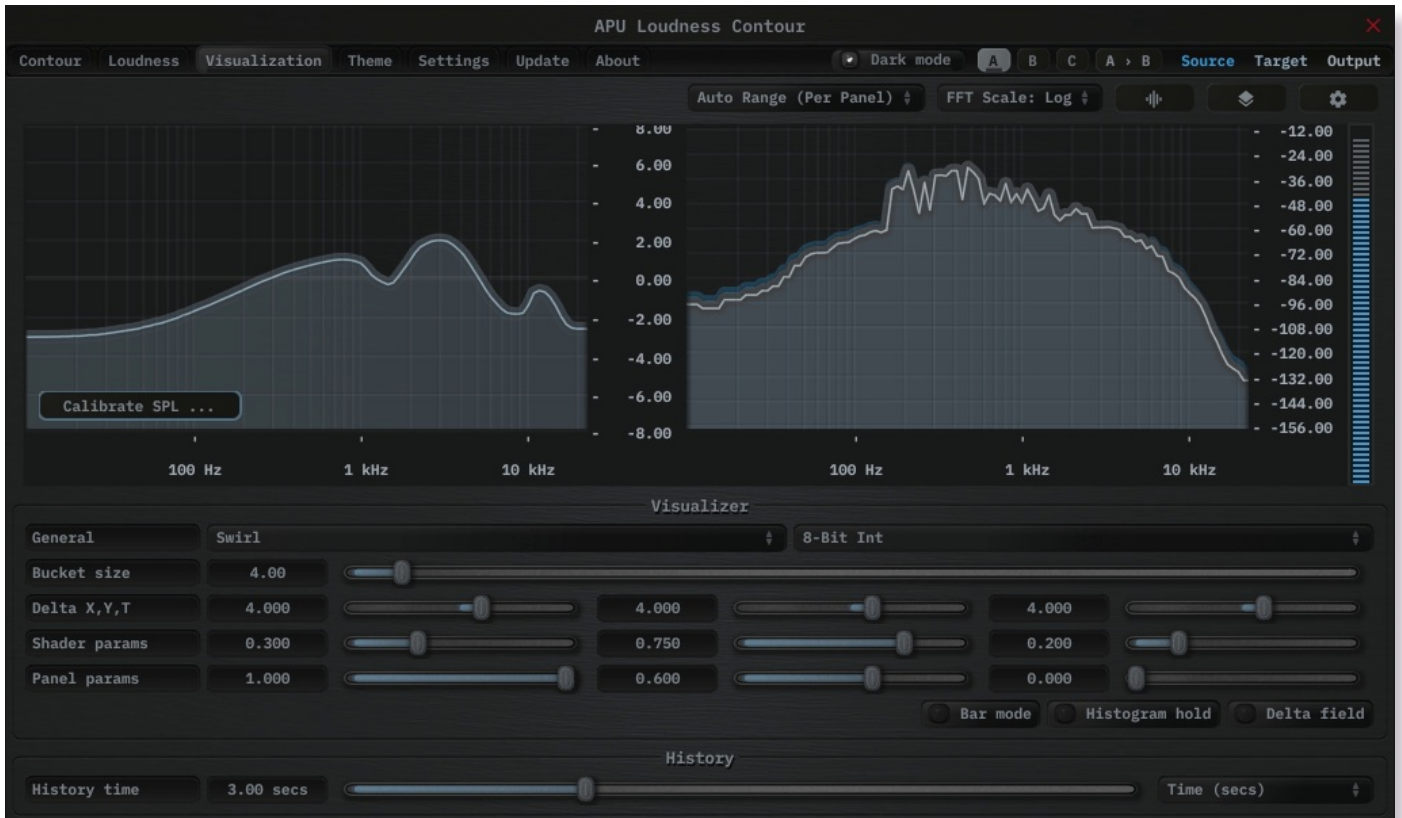 APU Loudness Contour
Contour Loudness Visualization Theme Settings Update About Dark mode A B C A › B Source Target Output
Auto Range (Per Panel) FFT Scale: Log
8.00
6.00
4.00
2.00
0.00
-2.00
-4.00
-6.00
-8.00
Calibrate SPL ...
100 Hz 1 kHz 10 kHz
-12.00
-24.00
-36.00
-48.00
-60.00
-72.00
-84.00
-96.00
-108.00
-120.00
-132.00
-144.00
-156.00
100 Hz 1 kHz 10 kHz
Visualizer
General Swirl 8-Bit Int
Bucket size 4.00
Delta X,Y,T 4.000 4.000 4.000
Shader params 0.300 0.750 0.200
Panel params 1.000 0.600 0.000
Bar mode Histogram hold Delta field
History
History time 3.00 secs Time (secs)